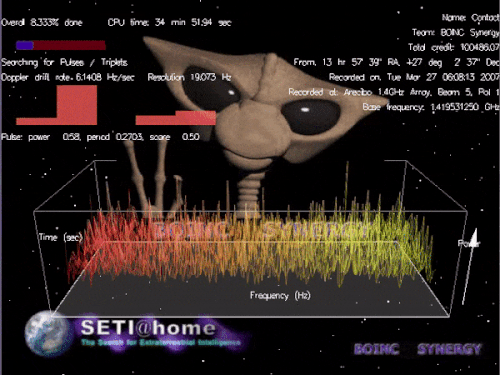 Overall 8.333% done
CPU time: 34 min 51.94 sec
Searching for Pulses / Triplets
Doppler drift rate 6.1408 Hz/sec Resolution 19.073 Hz
Pulse: power 0.58, period 0.2703, score 0.50
Name: Contact
Team: BOINC Synergy
Total credit: 100486.07
From: 13 hr 57' 39" RA, +27 deg 2' 37" Dec
Recorded on: Tue Mar 27 06:08:13 2007
Recorded at: Arecibo 1.4GHz Array, Beam 5, Pol 1
Base frequency: 1.419531250 GHz
BOINC SYNERGY
Time (sec)
Power
Frequency (Hz)
SETI@home
The Search for Extraterrestrial Intelligence
BOINC SYNERGY